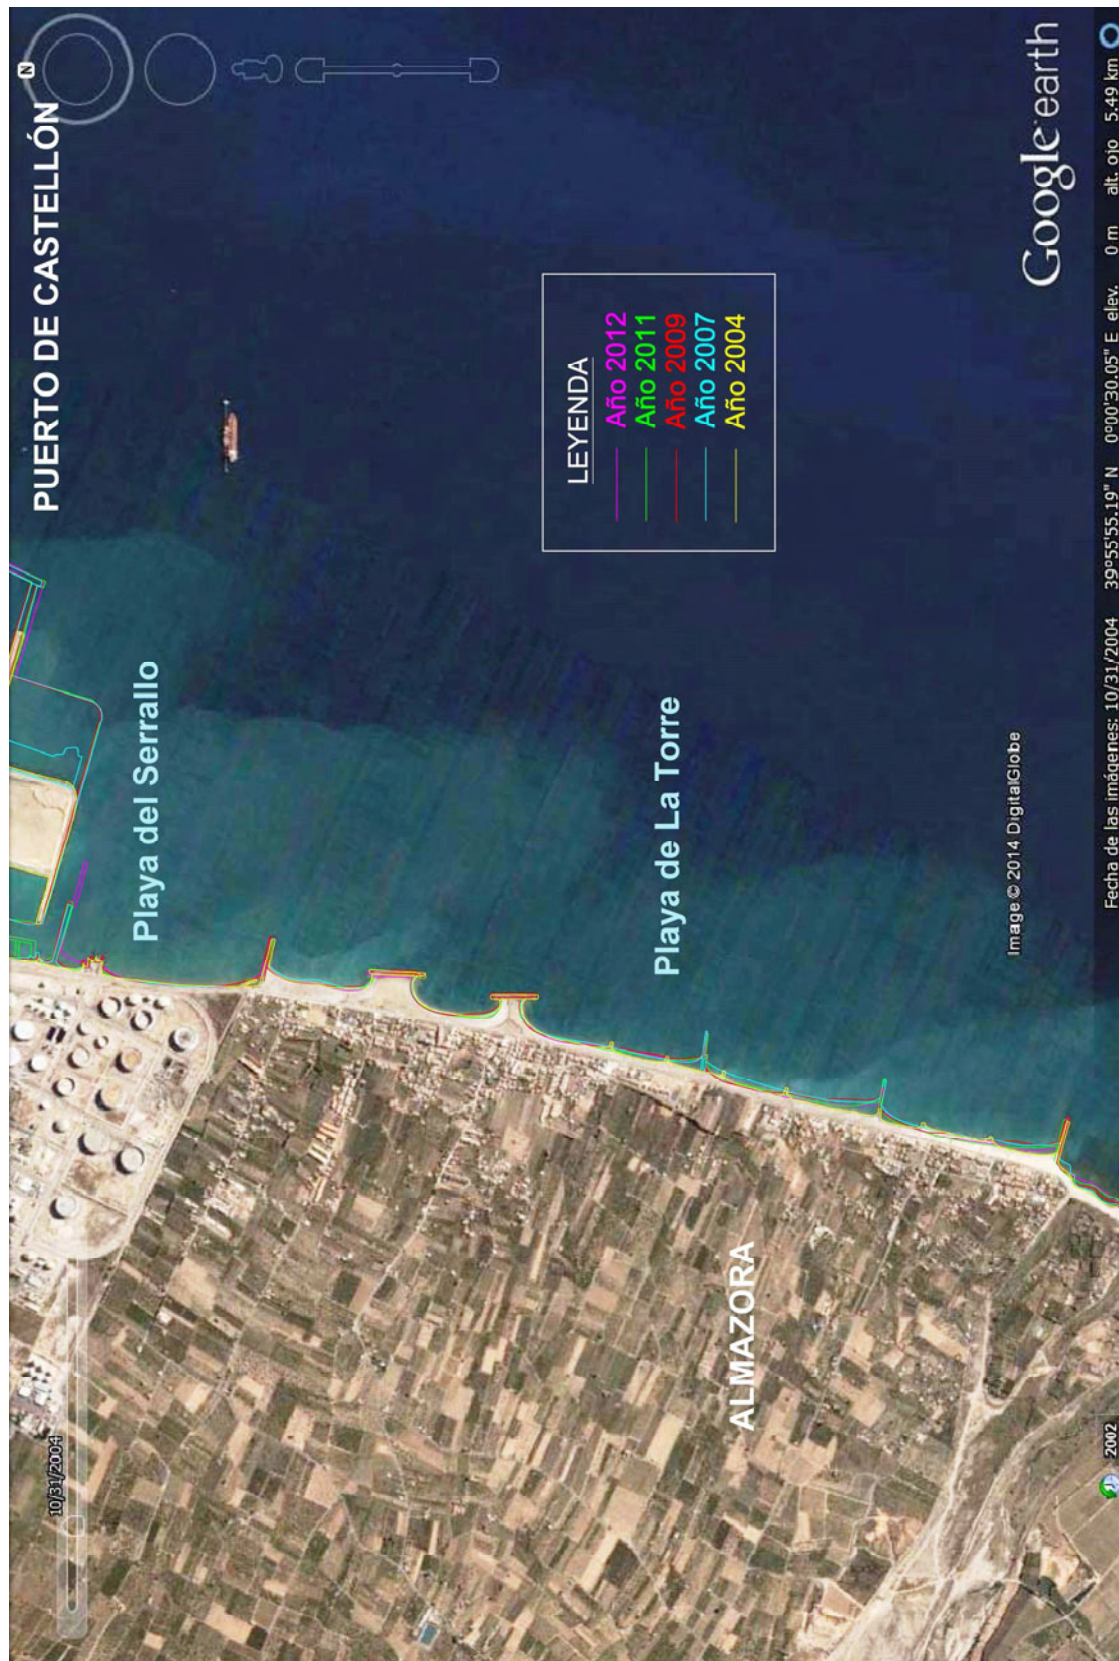 PUERTO DE CASTELLÓN
N
Playa del Serrallo
LEYENDA
Año 2012
Año 2011
Año 2009
Año 2007
Año 2004
Playa de La Torre
ALMAZORA
10/31/2004
Image © 2014 DigitalGlobe
Google earth
2002
Fecha de las imágenes: 10/31/2004 39°55'55.19" N 0°00'30.05" E elev. 0 m alt. ojo 5.49 km